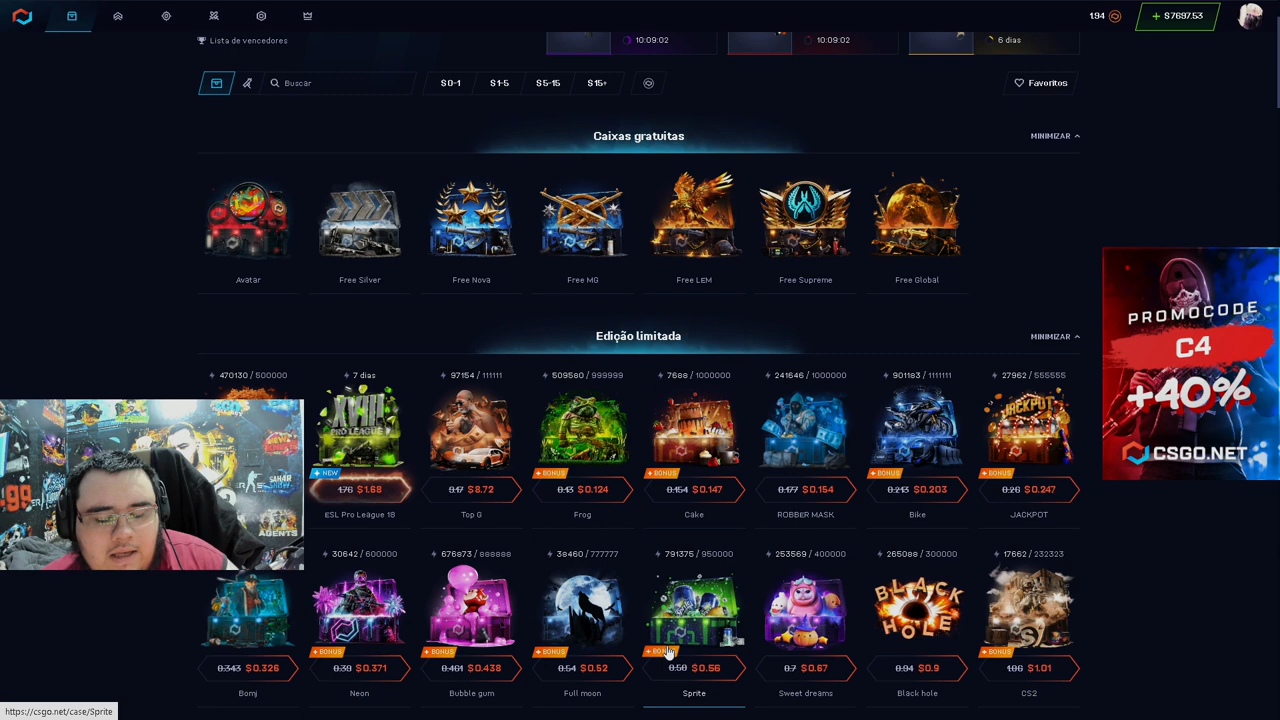 1.94
+ $7697.53
Lista de vencedores
10:09:02
10:09:02
6 dias
Buscar
$0-1
$1-5
$5-15
$15+
Favoritos
Caixas gratuitas
MINIMIZAR
Avatar
Free Silver
Free Nova
Free MG
Free LEM
Free Supreme
Free Global
PROMOCODE
C4
+40%
CSGO.NET
Edição limitada
MINIMIZAR
470130 / 500000
7 dias
97154 / 111111
509580 / 999999
7688 / 1000000
241646 / 1000000
901183 / 1111111
27962 / 555555
XVIII
PRO LEAGUE
JACKPOT
+ NEW
+ BONUS
+ BONUS
+ BONUS
+ BONUS
1.76 $1.68
9.17 $8.72
0.13 $0.124
0.154 $0.147
0.177 $0.154
0.213 $0.203
0.26 $0.247
ESL Pro League 18
Top G
Frog
Cake
ROBBER MASK
Bike
JACKPOT
30642 / 600000
676873 / 888888
38460 / 777777
791375 / 950000
253569 / 400000
265088 / 300000
17662 / 232323
BLACK
HOLE
+ BONUS
+ BONUS
+ BONUS
+ BONUS
+ BONUS
0.343 $0.326
0.39 $0.371
0.461 $0.438
0.54 $0.52
0.58 $0.56
0.7 $0.67
0.94 $0.9
1.06 $1.01
Bomj
Neon
Bubble gum
Full moon
Sprite
Sweet dreams
Black hole
CS2
https://csgo.net/case/Sprite